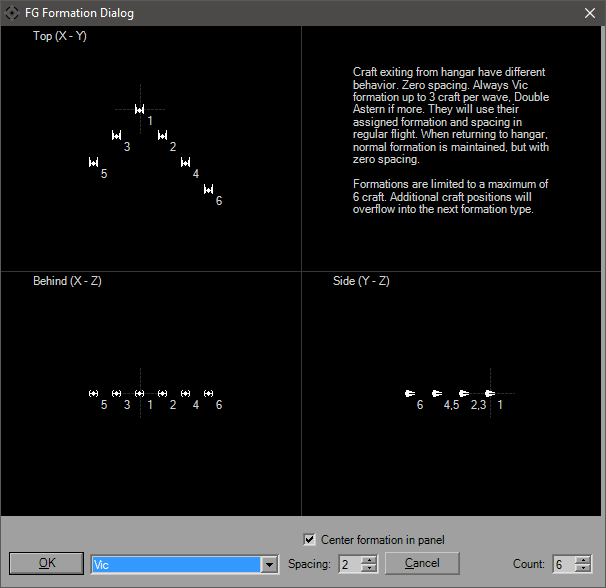 FG Formation Dialog
Top (X - Y)
1
3
2
5
4
6
Craft exiting from hangar have different
behavior. Zero spacing. Always Vic
formation up to 3 craft per wave, Double
Astern if more. They will use their
assigned formation and spacing in
regular flight. When returning to hangar,
normal formation is maintained, but with
zero spacing.
Formations are limited to a maximum of
6 craft. Additional craft positions will
overflow into the next formation type.
Behind (X - Z)
5 3 1 2 4 6
Side (Y - Z)
6 4,5 2,3 1
Center formation in panel
OK
Vic
Spacing:
2
Cancel
Count:
6